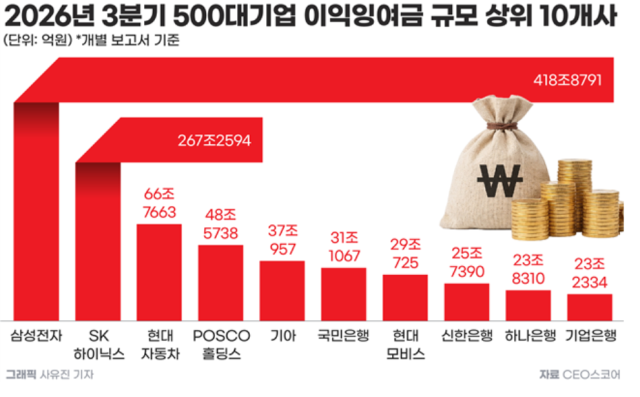 2026년 3분기 500대기업 이익잉여금 규모 상위 10개사
(단위: 억원) *개별 보고서 기준
418조8791
267조2594
66조
7663
48조
5738
37조
957
31조
1067
29조
725
25조
7390
23조
8310
23조
2334
₩
삼성전자
SK
하이닉스
현대
자동차
POSCO
홀딩스
기아
국민은행
현대
모비스
신한은행
하나은행
기업은행
그래픽 사유진 기자
자료 CEO스코어